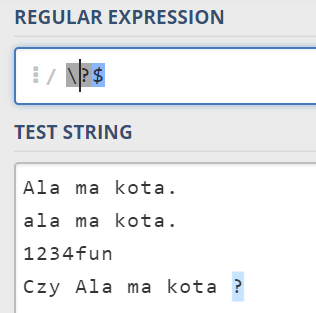 REGULAR EXPRESSION
/ \?$
TEST STRING
Ala ma kota.
ala ma kota.
1234fun
Czy Ala ma kota ?